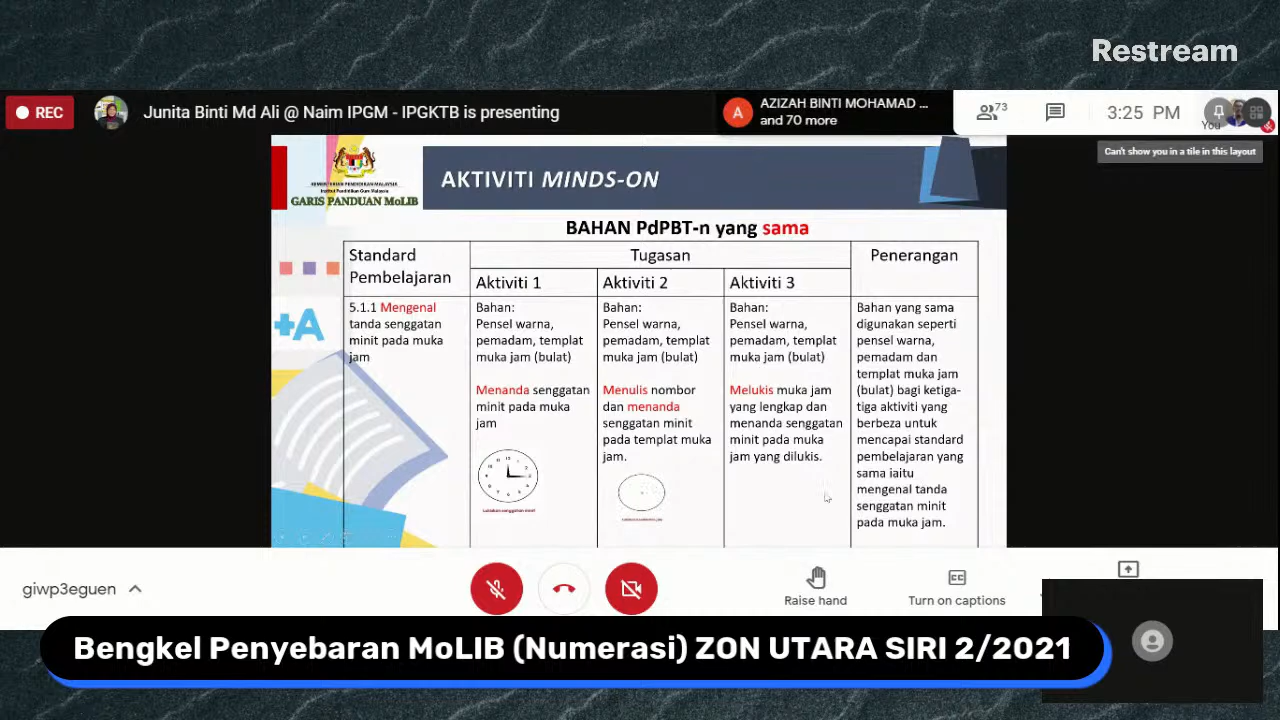 Restream
REC
Junita Binti Md Ali @ Naim IPGM - IPGKTB is presenting
A
AZIZAH BINTI MOHAMAD ...
and 70 more
73
3:25 PM
You
Can't show you in a tile in this layout
KEMENTERIAN PENDIDIKAN MALAYSIA
Institut Pendidikan Guru Malaysia
GARIS PANDUAN MoLIB
AKTIVITI MINDS-ON
BAHAN PdPBT-n yang sama
Standard
Pembelajaran
Tugasan
Penerangan
Aktiviti 1
Aktiviti 2
Aktiviti 3
5.1.1 Mengenal
tanda senggatan
minit pada muka
jam
Bahan:
Pensel warna,
pemadam, templat
muka jam (bulat)
Menanda senggatan
minit pada muka
jam
Bahan:
Pensel warna,
pemadam, templat
muka jam (bulat)
Menulis nombor
dan menanda
senggatan minit
pada templat muka
jam.
Bahan:
Pensel warna,
pemadam, templat
muka jam (bulat)
Melukis muka jam
yang lengkap dan
menanda senggatan
minit pada muka
jam yang dilukis.
Bahan yang sama
digunakan seperti
pensel warna,
pemadam dan
templat muka jam
(bulat) bagi ketiga-
tiga aktiviti yang
berbeza untuk
mencapai standard
pembelajaran yang
sama iaitu
mengenal tanda
senggatan minit
pada muka jam.
+A
giwp3eguen
Raise hand
Turn on captions
Bengkel Penyebaran MoLIB (Numerasi) ZON UTARA SIRI 2/2021